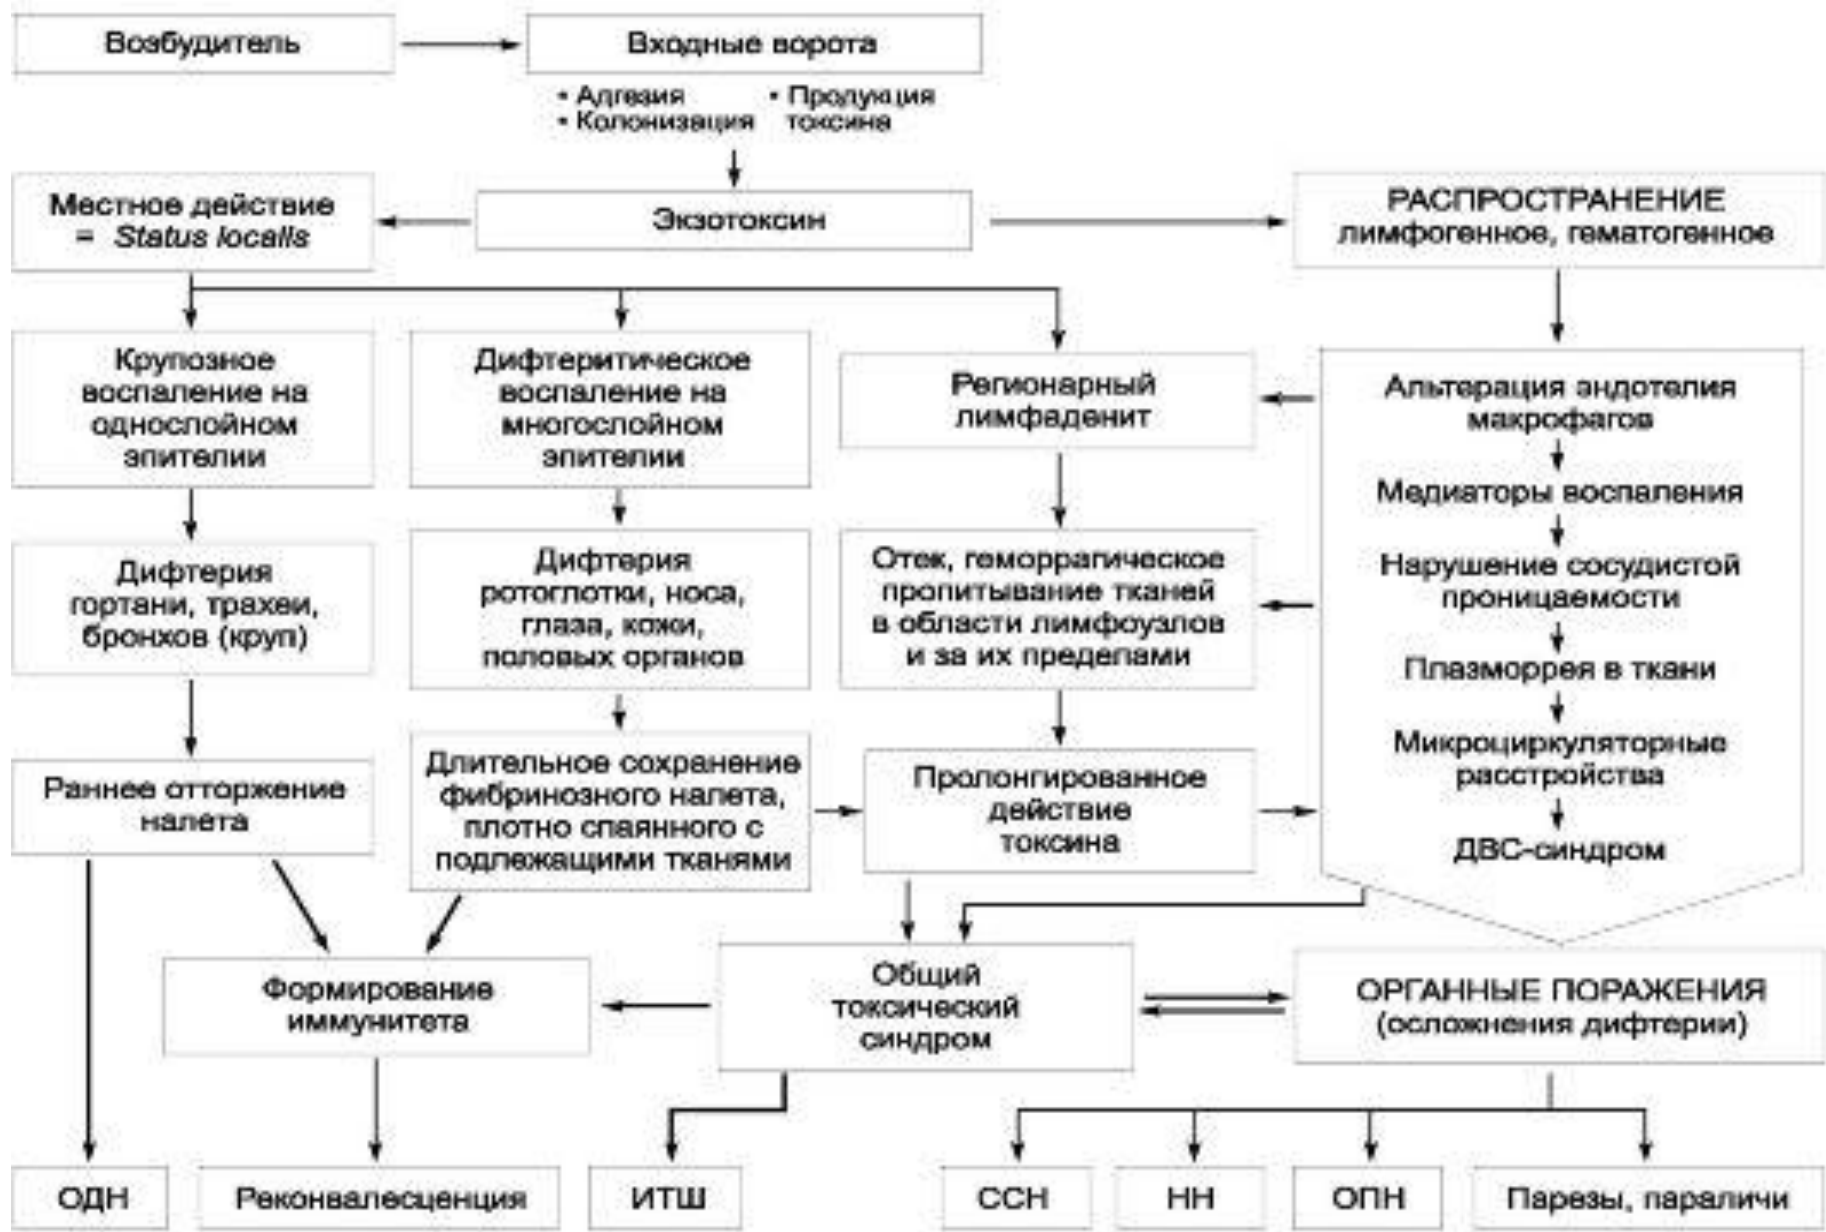 Возбудитель
Входные ворота
• Адгезия
• Колонизация
• Продукция
токсина
Местное действие
= Status localis
Экзотоксин
РАСПРОСТРАНЕНИЕ
лимфогенное, гематогенное
Крупозное
воспаление на
однослойном
эпителии
Дифтеритическое
воспаление на
многослойном
эпителии
Регионарный
лимфаденит
Альтерация эндотелия
макрофагов
Медиаторы воспаления
Нарушение сосудистой
проницаемости
Плазморрея в ткани
Микроциркуляторные
расстройства
ДВС-синдром
Дифтерия
гортани, трахеи,
бронхов (круп)
Дифтерия
ротоглотки, носа,
глаза, кожи,
половых органов
Отек, геморрагическое
пропитывание тканей
в области лимфоузлов
и за их пределами
Раннее отторжение
налета
Длительное сохранение
фибринозного налета,
плотно спаянного с
подлежащими тканями
Пролонгированное
действие
токсина
Формирование
иммунитета
Общий
токсический
синдром
ОРГАННЫЕ ПОРАЖЕНИЯ
(осложнения дифтерии)
ОДН
Реконвалесценция
ИТШ
ССН
НН
ОПН
Парезы, параличи